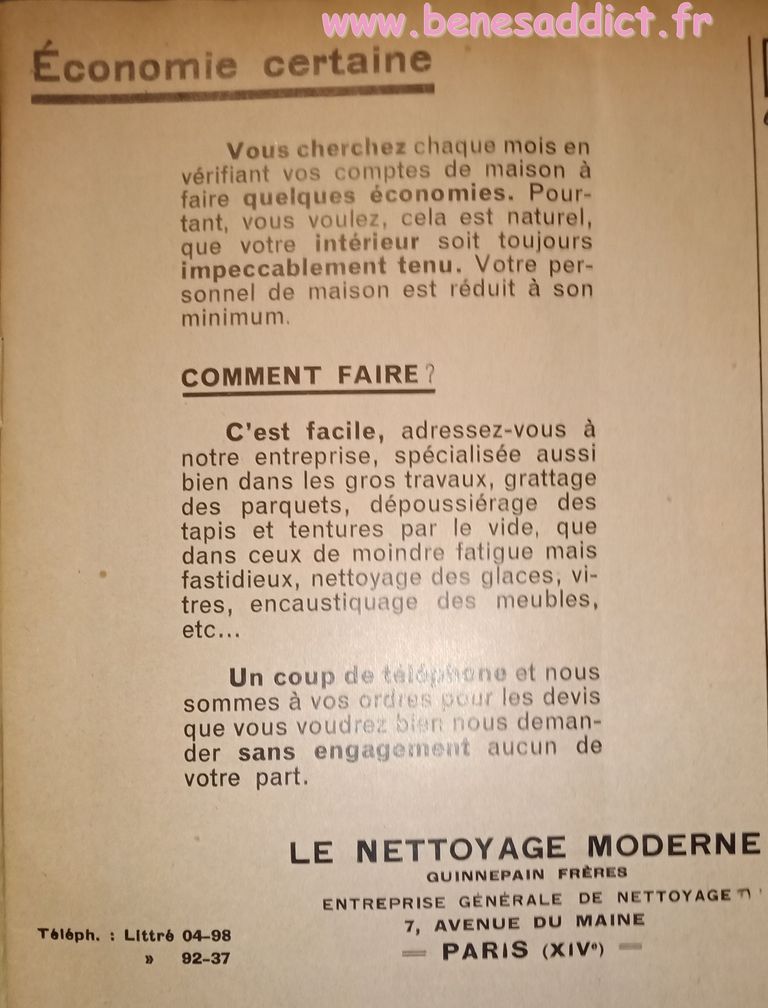 www.benesaddict.fr
Économie certaine
Vous cherchez chaque mois en
vérifiant vos comptes de maison à
faire quelques économies. Pour-
tant, vous voulez, cela est naturel,
que votre intérieur soit toujours
impeccablement tenu. Votre per-
sonnel de maison est réduit à son
minimum.
COMMENT FAIRE ?
C'est facile, adressez-vous à
notre entreprise, spécialisée aussi
bien dans les gros travaux, grattage
des parquets, dépoussiérage des
tapis et tentures par le vide, que
dans ceux de moindre fatigue mais
fastidieux, nettoyage des glaces, vi-
tres, encaustiquage des meubles,
etc...
Un coup de téléphone et nous
sommes à vos ordres pour les devis
que vous voudrez bien nous deman-
der sans engagement aucun de
votre part.
LE NETTOYAGE MODERNE
QUINNEPAIN FRÈRES
ENTREPRISE GÉNÉRALE DE NETTOYAGE
7, AVENUE DU MAINE
PARIS (XIVe)
Téléph. : Littré 04-98
» 92-37